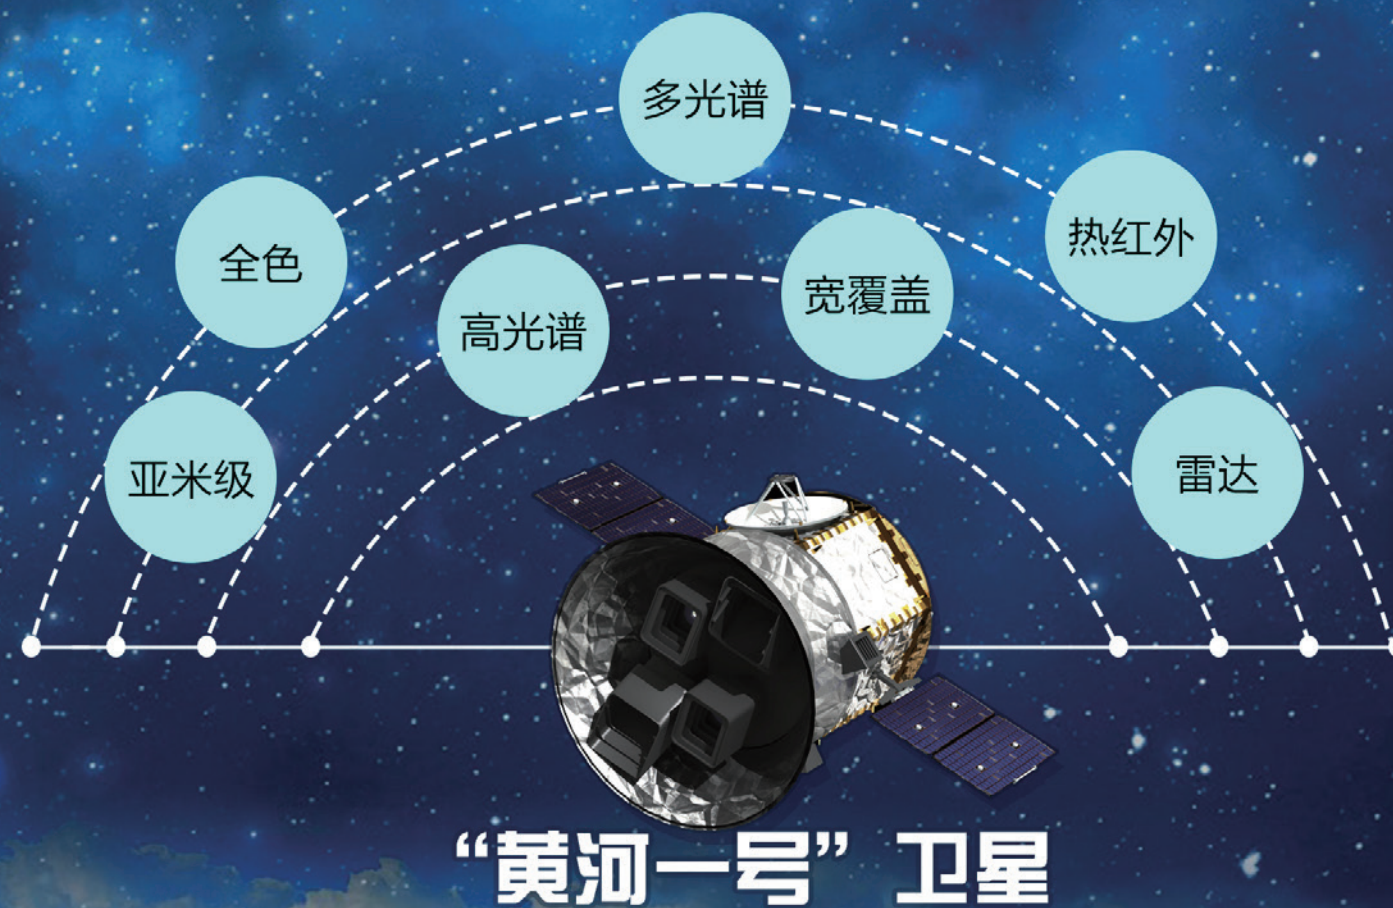 多光谱
热红外
全色
宽覆盖
高光谱
雷达
亚米级
“黄河一号”卫星